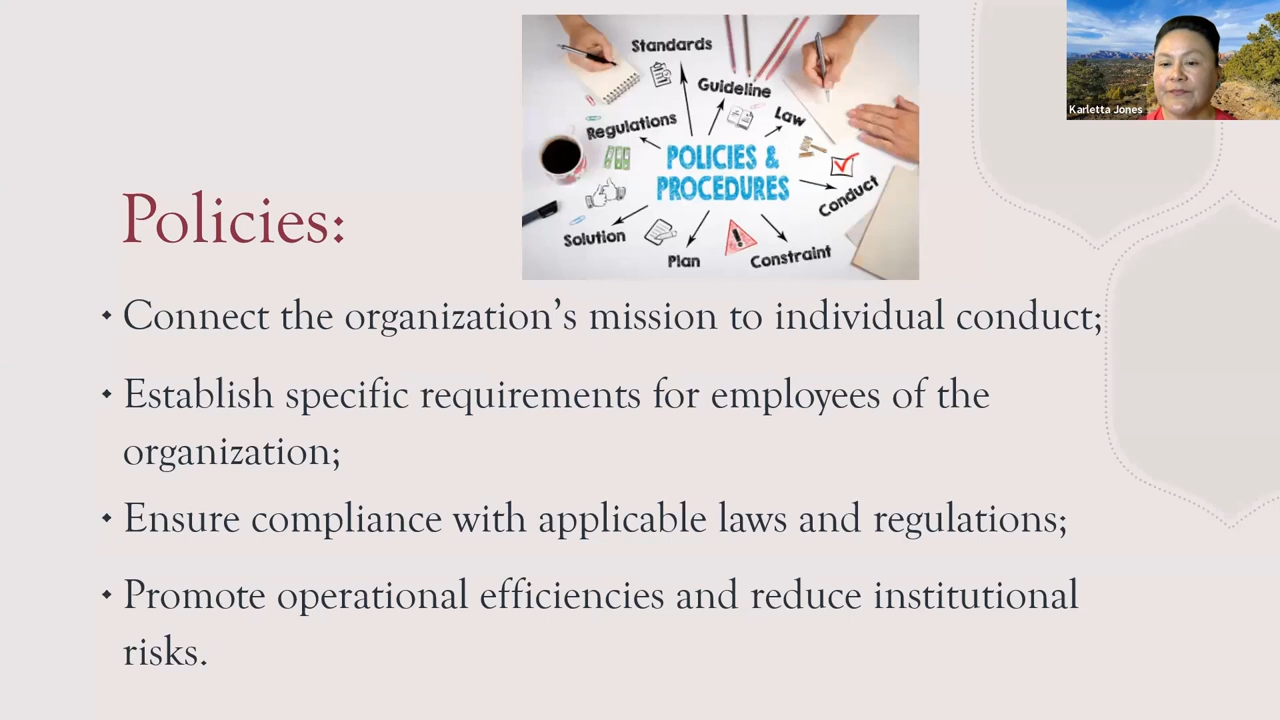 Standards
Guideline
Law
Regulations
POLICIES &
PROCEDURES
Conduct
Solution
Plan
Constraint
Karletta Jones
Policies:
Connect the organization's mission to individual conduct;
Establish specific requirements for employees of the
organization;
Ensure compliance with applicable laws and regulations;
Promote operational efficiencies and reduce institutional
risks.